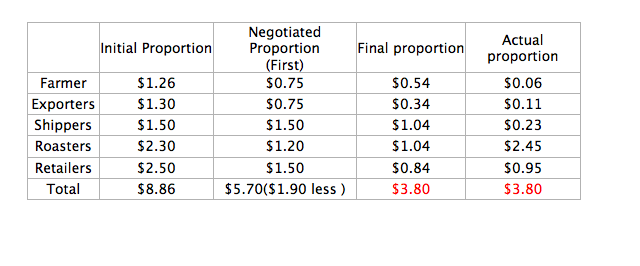 Initial Proportion Negotiated Proportion (First) Final proportion Actual proportion
Farmer $1.26 $0.75 $0.54 $0.06
Exporters $1.30 $0.75 $0.34 $0.11
Shippers $1.50 $1.50 $1.04 $0.23
Roasters $2.30 $1.20 $1.04 $2.45
Retailers $2.50 $1.50 $0.84 $0.95
Total $8.86 $5.70($1.90 less ) $3.80 $3.80